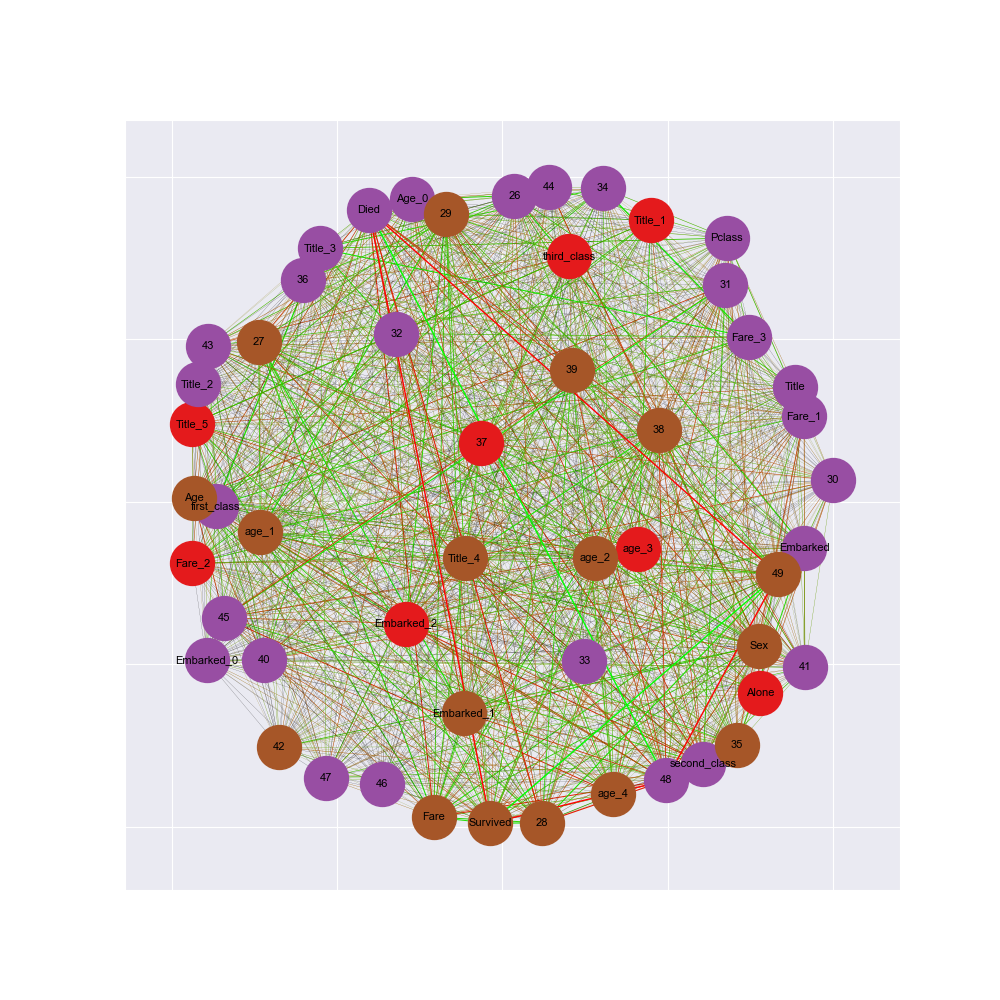 44
34
26
Age_0
Died
29
Title_1
Pclass
Title_3
third_class
36
31
32
Fare_3
27
43
39
Title_2
Title
Fare_1
Title_5
38
37
30
Age
first_class
age_1
Embarked
age_3
Title_4
age_2
Fare_2
49
45
Embarked_2
Sex
Embarked_0
40
33
41
Alone
Embarked_1
35
42
second_class
47
48
46
age_4
Fare
Survived
28